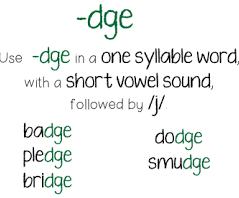 -dge
Use -dge in a one syllable word,
with a short vowel sound,
followed by /j/
badge
pledge
bridge
dodge
smudge